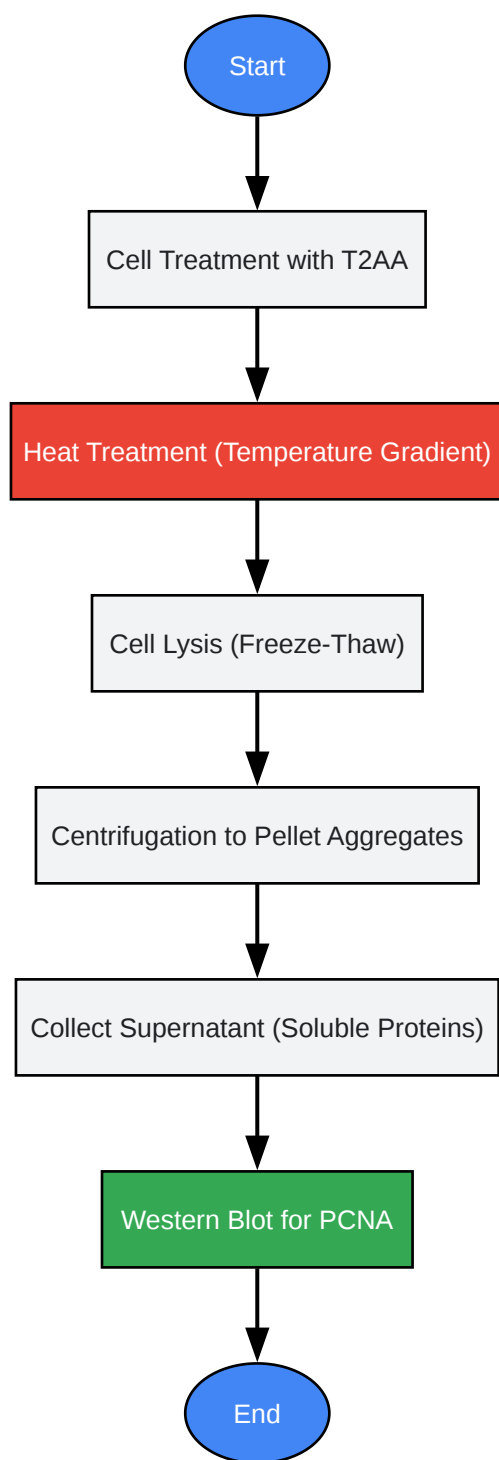 Start
Cell Treatment with T2AA
Heat Treatment (Temperature Gradient)
Cell Lysis (Freeze-Thaw)
Centrifugation to Pellet Aggregates
Collect Supernatant (Soluble Proteins)
Western Blot for PCNA
End